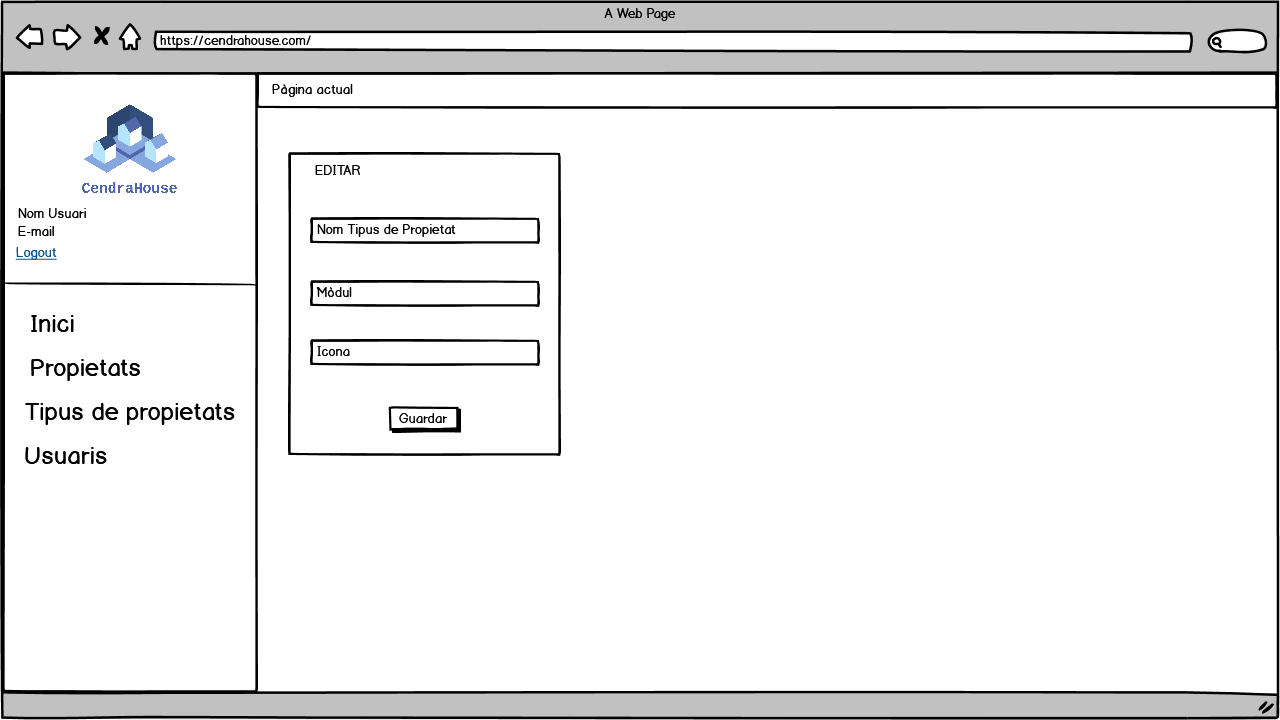 A Web Page
https://cendrahouse.com/
Pàgina actual
CendraHouse
Nom Usuari
E-mail
Logout
Inici
Propietats
Tipus de propietats
Usuaris
EDITAR
Nom Tipus de Propietat
Mòdul
Icona
Guardar